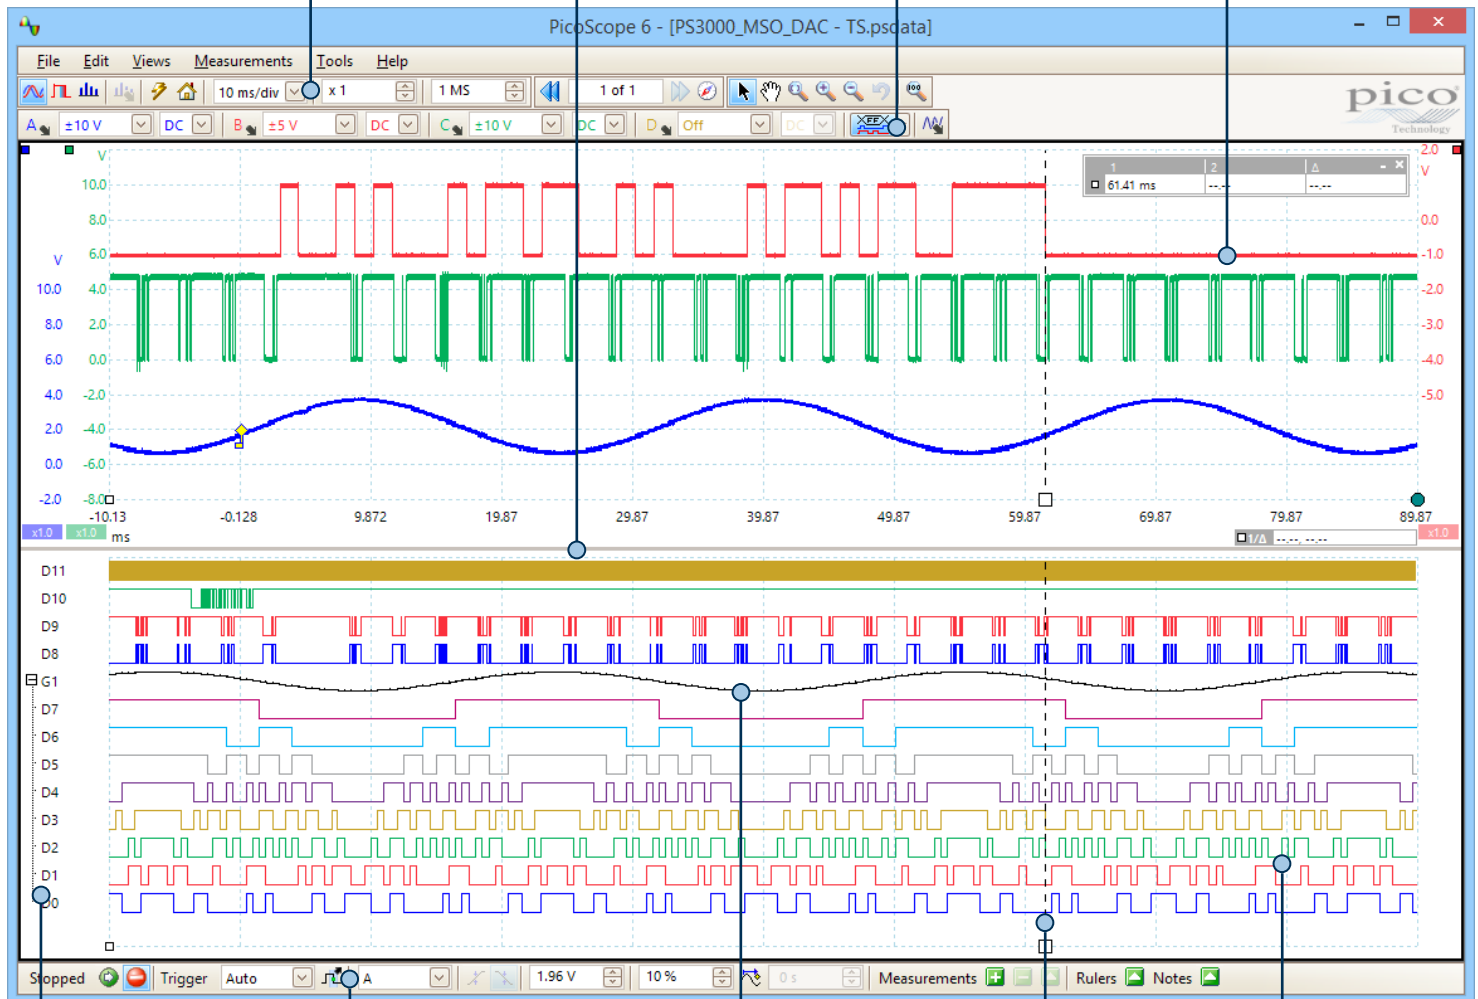 PicoScope 6 - [PS3000_MSO_DAC - TS.psdata]
File Edit Views Measurements Tools Help
10 ms/div x 1 1 MS 1 of 1
pico
Technology
A ±10 V DC B ±5 V DC C ±10 V DC D Off DC
V 2.0
V
1 2 Δ
61.41 ms --.-- --.--
10.0
8.0 0.0
V 6.0 -1.0
10.0 4.0 -2.0
8.0 2.0 -3.0
6.0 0.0 -4.0
4.0 -2.0 -5.0
2.0 -4.0
0.0 -6.0
-2.0 -8.0
-10.13 -0.128 9.872 19.87 29.87 39.87 49.87 59.87 69.87 79.87 89.87
x1.0 x1.0 ms 1/Δ --.--, --.-- x1.0
D11
D10
D9
D8
G1
D7
D6
D5
D4
D3
D2
D1
D0
Stopped Trigger Auto A 1.96 V 10 % 0 s Measurements Rulers Notes